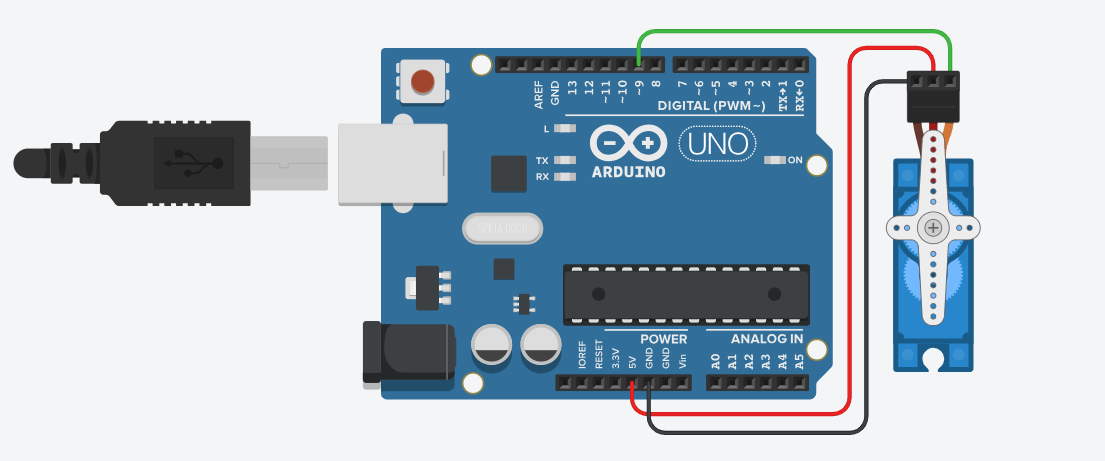 AREF
GND
13
12
~11
~10
~9
8
7
~6
~5
4
~3
2
TX→1
RX←0
DIGITAL (PWM~)
L
TX
RX
UNO
ON
ARDUINO
SPK16.000G
POWER
ANALOG IN
IOREF
RESET
3.3V
5V
GND
GND
Vin
A0
A1
A2
A3
A4
A5